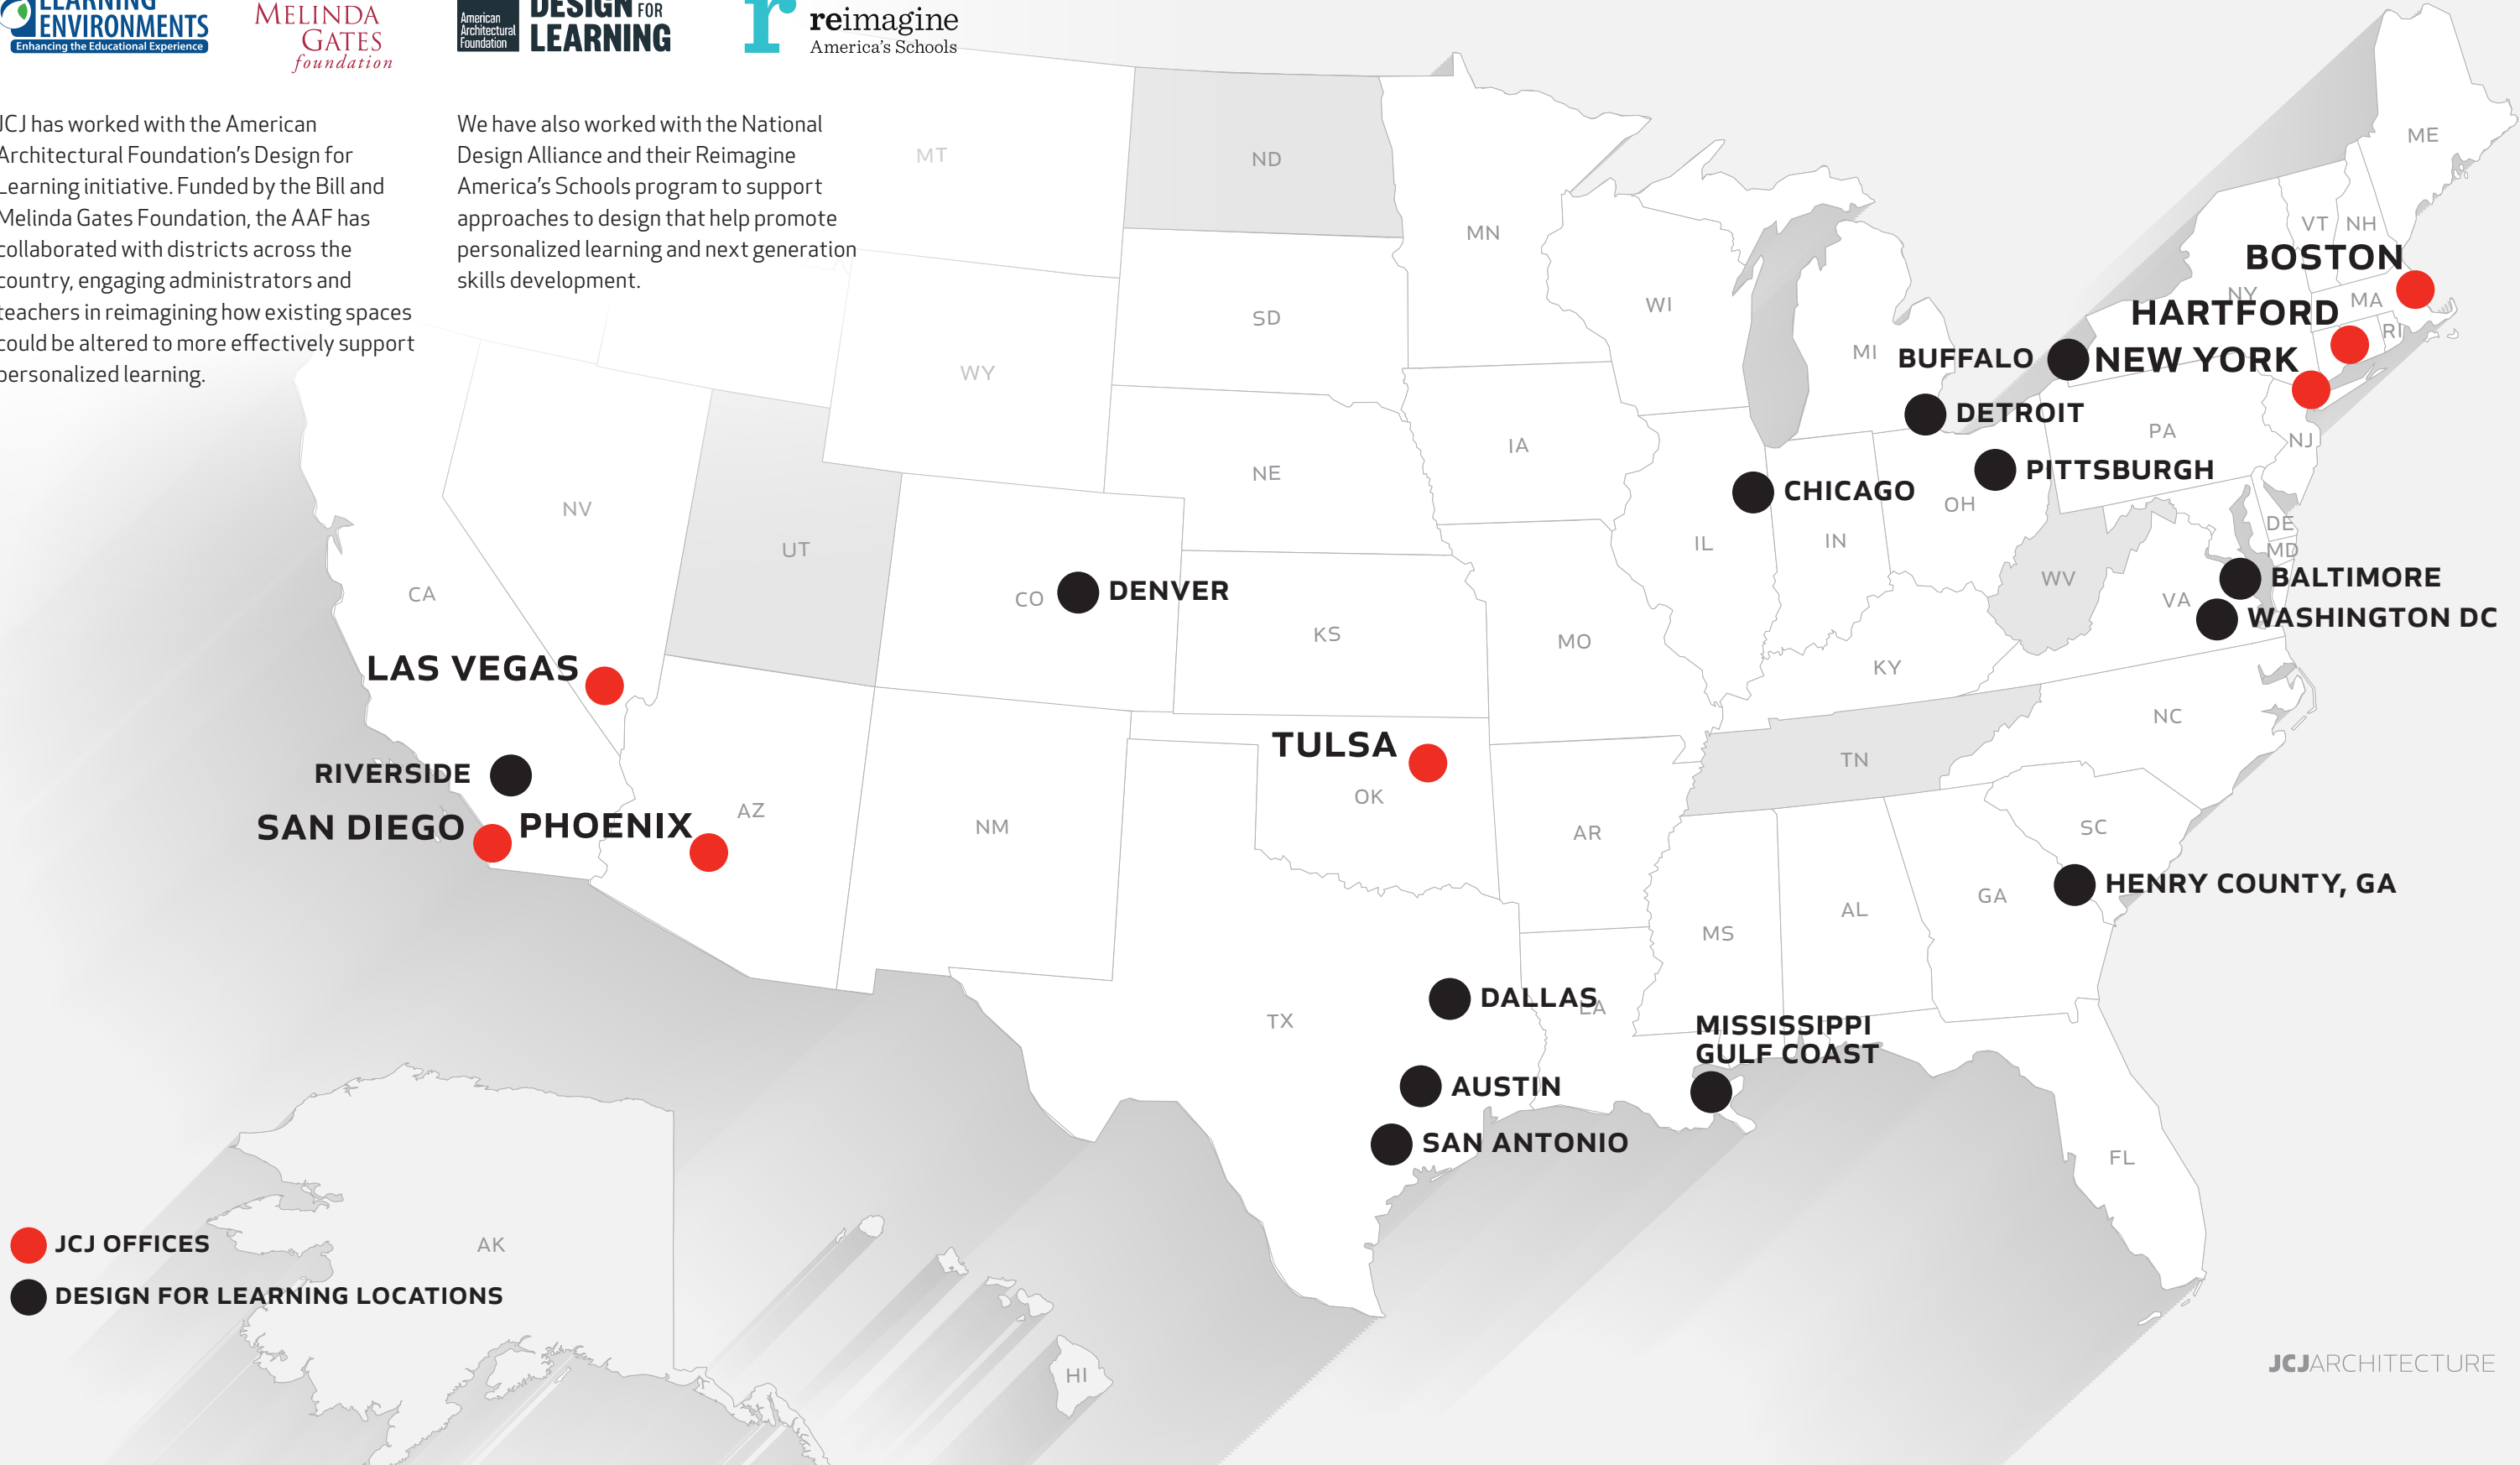 LEARNING
ENVIRONMENTS
Enhancing the Educational Experience
MELINDA
GATES
foundation
American
Architectural
Foundation
DESIGN FOR
LEARNING
r
reimagine
America's Schools
JCJ has worked with the American
Architectural Foundation's Design for
Learning initiative. Funded by the Bill and
Melinda Gates Foundation, the AAF has
collaborated with districts across the
country, engaging administrators and
teachers in reimagining how existing spaces
could be altered to more effectively support
personalized learning.
We have also worked with the National
Design Alliance and their Reimagine
America's Schools program to support
approaches to design that help promote
personalized learning and next generation
skills development.
MT
ND
MN
ME
VT
NH
BOSTON
NY
MA
HARTFORD
RI
WI
SD
MI
BUFFALO
NEW YORK
WY
DETROIT
PA
NJ
IA
NE
PITTSBURGH
CHICAGO
OH
NV
DE
IL
IN
UT
MD
WV
BALTIMORE
CA
CO
DENVER
VA
WASHINGTON DC
KS
MO
KY
LAS VEGAS
NC
TULSA
TN
RIVERSIDE
OK
AZ
SAN DIEGO
PHOENIX
NM
AR
SC
HENRY COUNTY, GA
GA
AL
MS
DALLAS
LA
TX
MISSISSIPPI
GULF COAST
AUSTIN
SAN ANTONIO
FL
JCJ OFFICES
AK
DESIGN FOR LEARNING LOCATIONS
HI
JCJARCHITECTURE